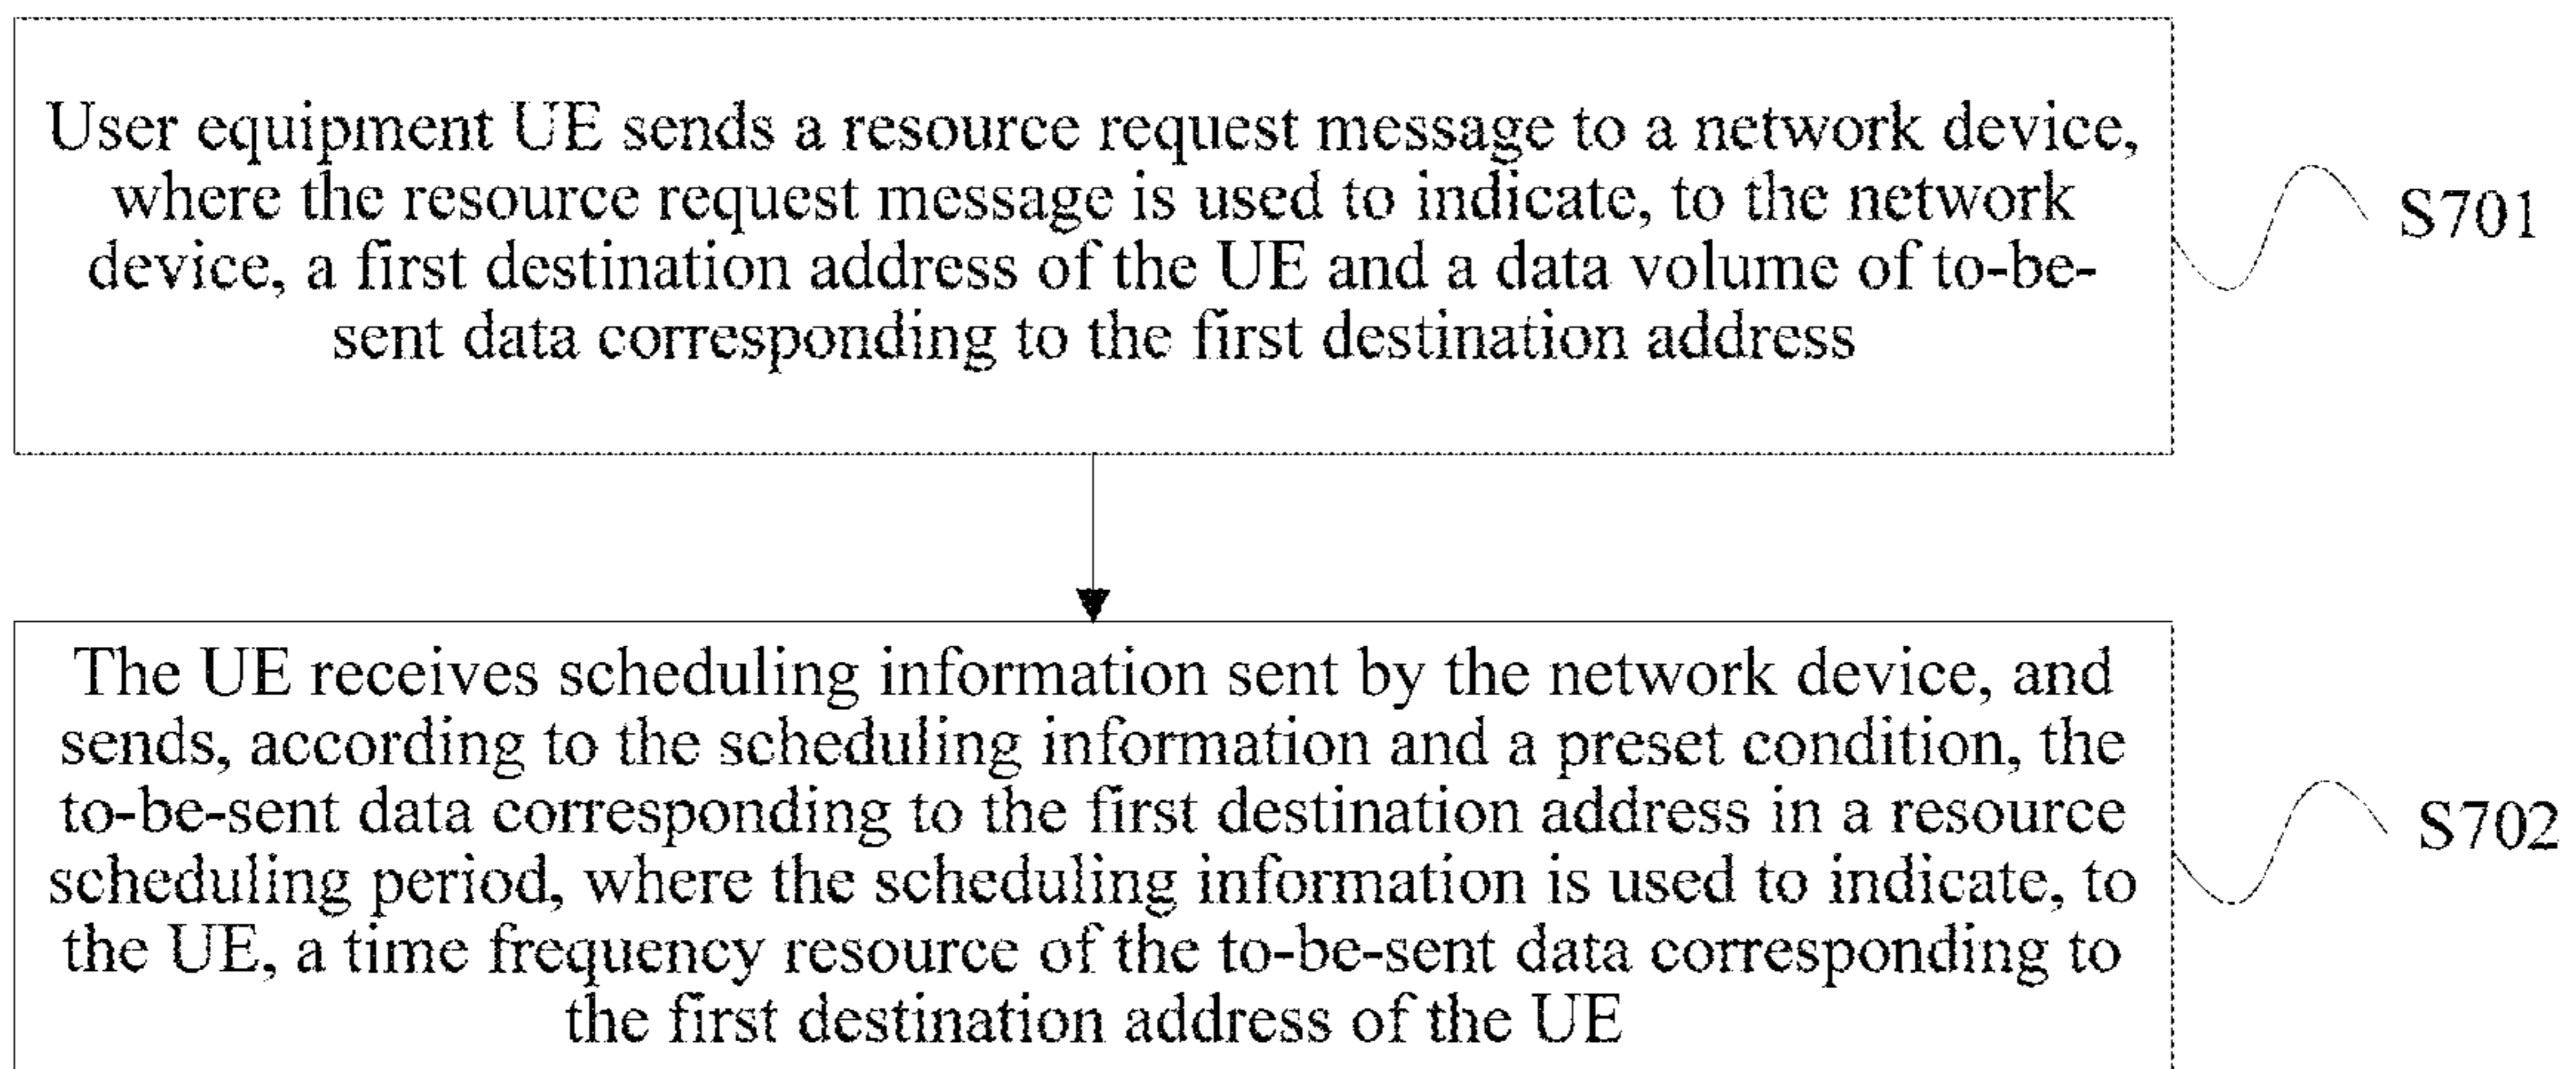 User equipment UE sends a resource request message to a network device,
where the resource request message is used to indicate, to the network
device, a first destination address of the UE and a data volume of to-be-
sent data corresponding to the first destination address
S701
The UE receives scheduling information sent by the network device, and
sends, according to the scheduling information and a preset condition, the
to-be-sent data corresponding to the first destination address in a resource
scheduling period, where the scheduling information is used to indicate, to
the UE, a time frequency resource of the to-be-sent data corresponding to
the first destination address of the UE
S702